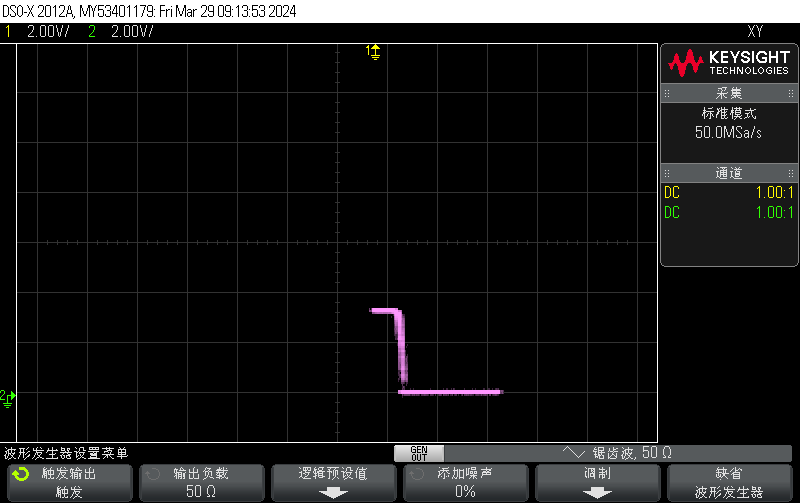 DSO-X 2012A, MY53401179: Fri Mar 29 09:13:53 2024
1 2.00V/ 2 2.00V/ XY
1
KEYSIGHT
TECHNOLOGIES
采集
标准模式
50.0MSa/s
通道
DC 1.00:1
DC 1.00:1
2
波形发生器设置菜单
GEN
OUT
锯齿波, 50 Ω
触发输出
触发
输出负载
50 Ω
逻辑预设值
添加噪声
0%
调制
缺省
波形发生器